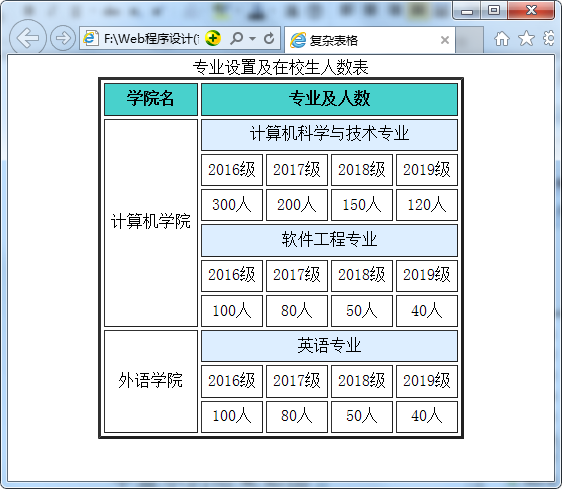 F:\Web程序设计(
复杂表格
专业设置及在校生人数表
学院名 专业及人数
计算机学院
计算机科学与技术专业
2016级 2017级 2018级 2019级
300人 200人 150人 120人
软件工程专业
2016级 2017级 2018级 2019级
100人 80人 50人 40人
外语学院
英语专业
2016级 2017级 2018级 2019级
100人 80人 50人 40人